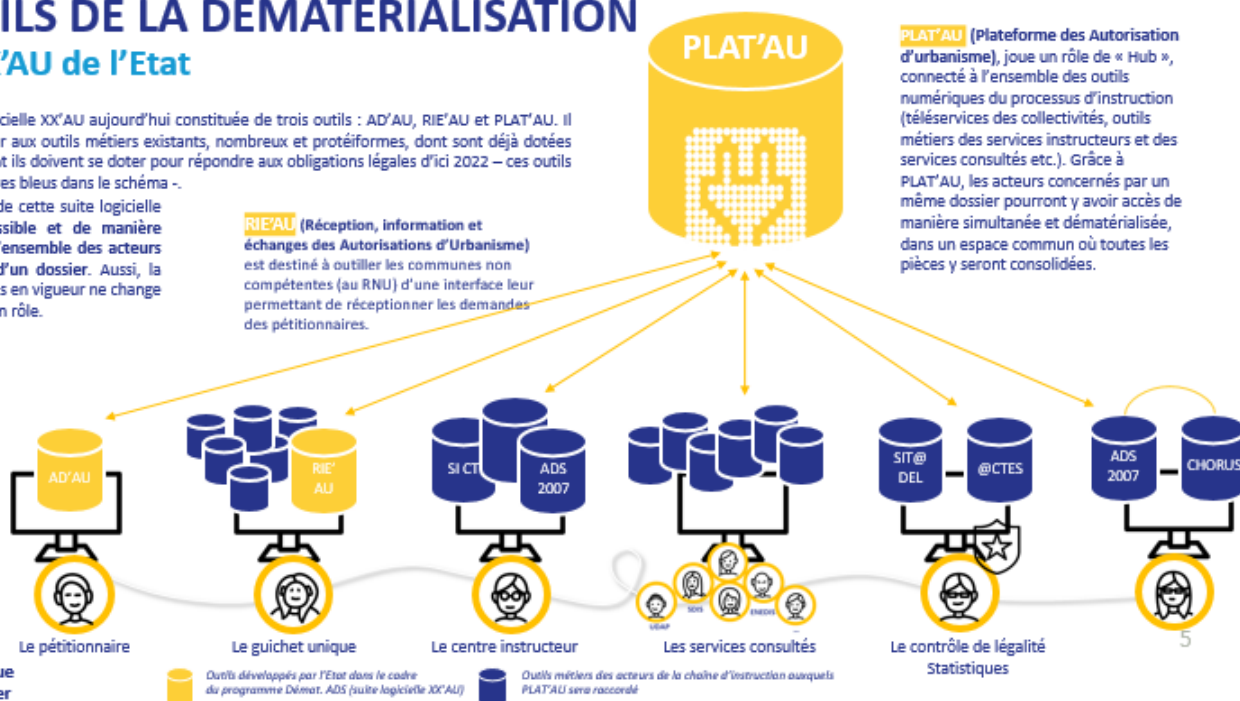 ILS DE LA DÉMATÉRIALISATION
'AU de l'Etat
cielle XX'AU aujourd'hui constituée de trois outils : AD'AU, RIE'AU et PLAT'AU. Il
r aux outils métiers existants, nombreux et protéiformes, dont sont déjà dotées
t ils doivent se doter pour répondre aux obligations légales d'ici 2022 – ces outils
es bleus dans le schéma -.
de cette suite logicielle
ssible et de manière
'ensemble des acteurs
d'un dossier. Aussi, la
s en vigueur ne change
n rôle.
RIE'AU (Réception, information et
échanges des Autorisations d'Urbanisme)
est destiné à outiller les communes non
compétentes (au RNU) d'une interface leur
permettant de réceptionner les demandes
des pétitionnaires.
PLAT'AU
PLAT'AU (Plateforme des Autorisation
d'urbanisme), joue un rôle de « Hub »,
connecté à l'ensemble des outils
numériques du processus d'instruction
(téléservices des collectivités, outils
métiers des services instructeurs et des
services consultés etc.). Grâce à
PLAT'AU, les acteurs concernés par un
même dossier pourront y avoir accès de
manière simultanée et dématérialisée,
dans un espace commun où toutes les
pièces y seront consolidées.
AD'AU
RIE'
AU
SI CT
ADS
2007
SIT@
DEL
@CTES
ADS
2007
CHORUS
UDAP
SDIS
ENEDIS
...
Le pétitionnaire
Le guichet unique
Le centre instructeur
Les services consultés
Le contrôle de légalité
Statistiques
5
ue
er
Outils développés par l'Etat dans le cadre
du programme Démat. ADS (suite logicielle XX'AU)
Outils métiers des acteurs de la chaîne d'instruction auxquels
PLAT'AU sera raccordé